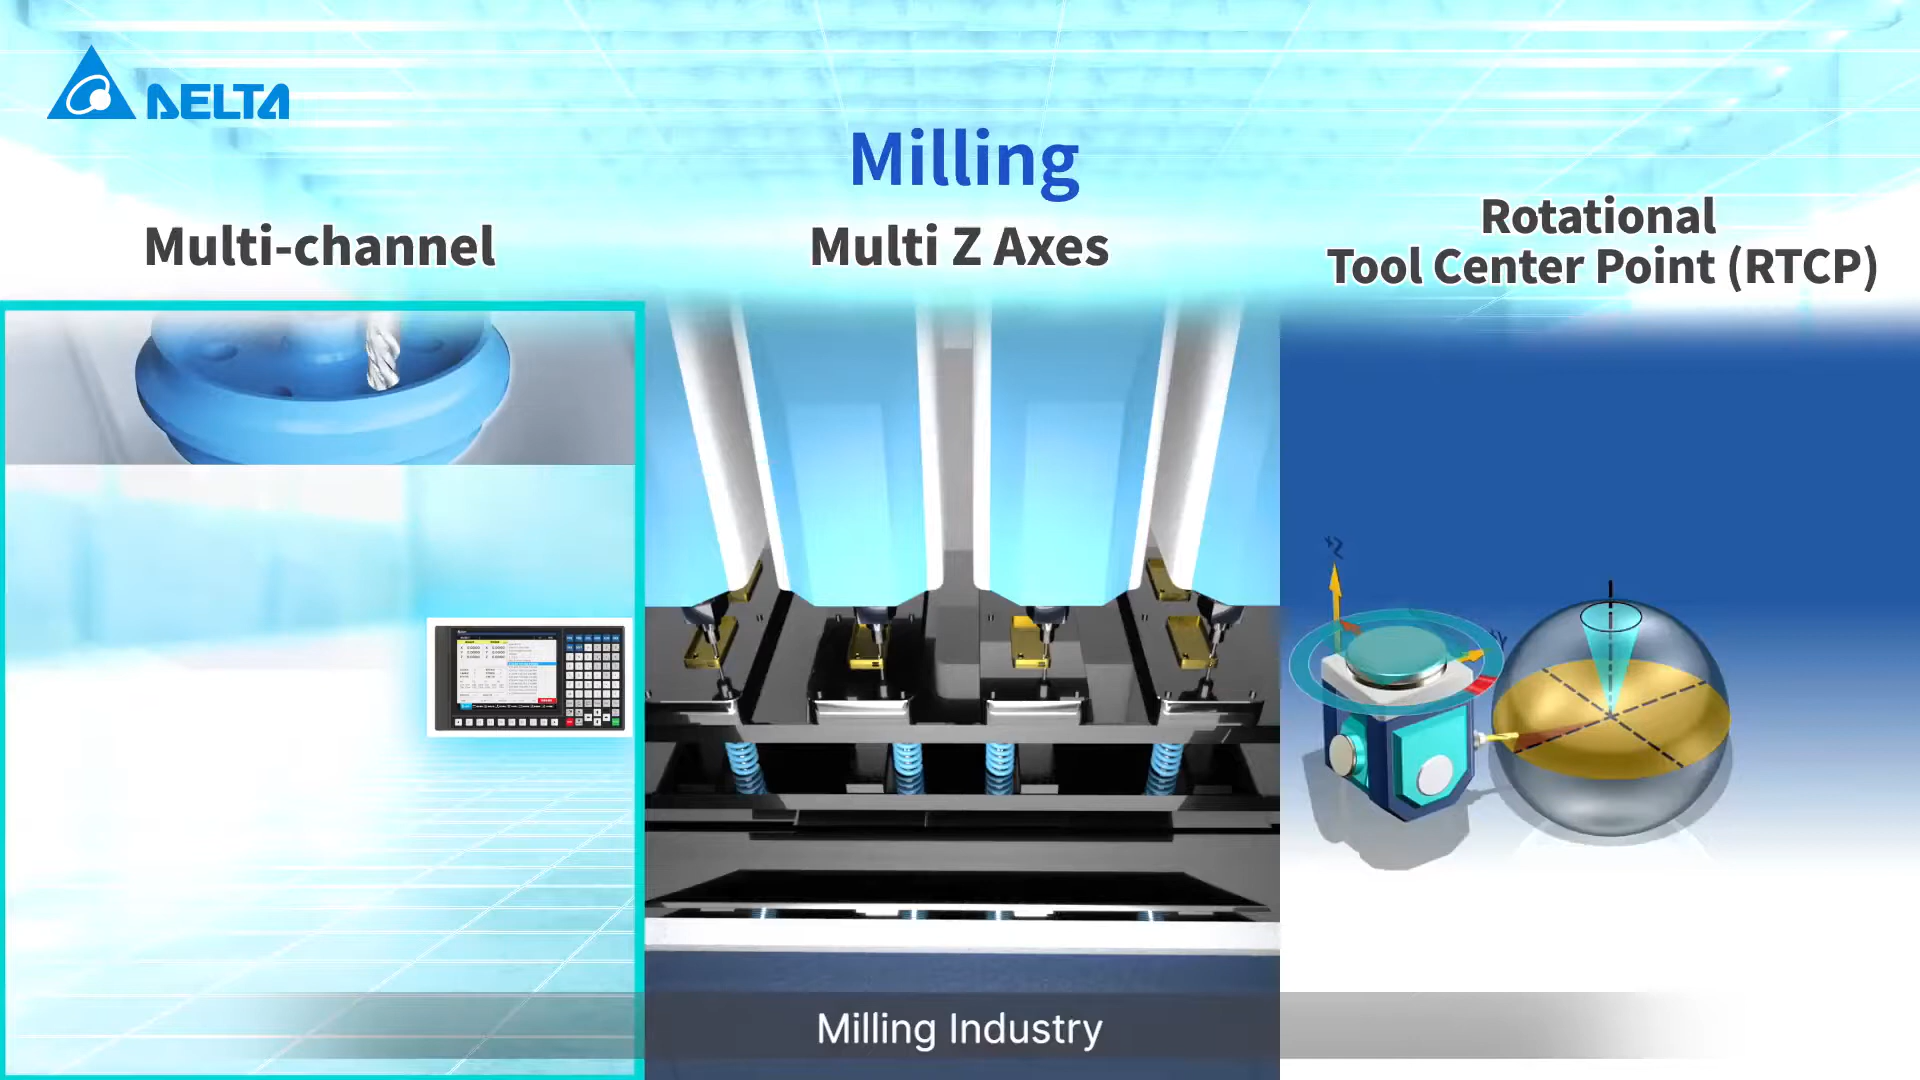 DELTA
Milling
Multi-channel
Multi Z Axes
Rotational
Tool Center Point (RTCP)
Milling Industry